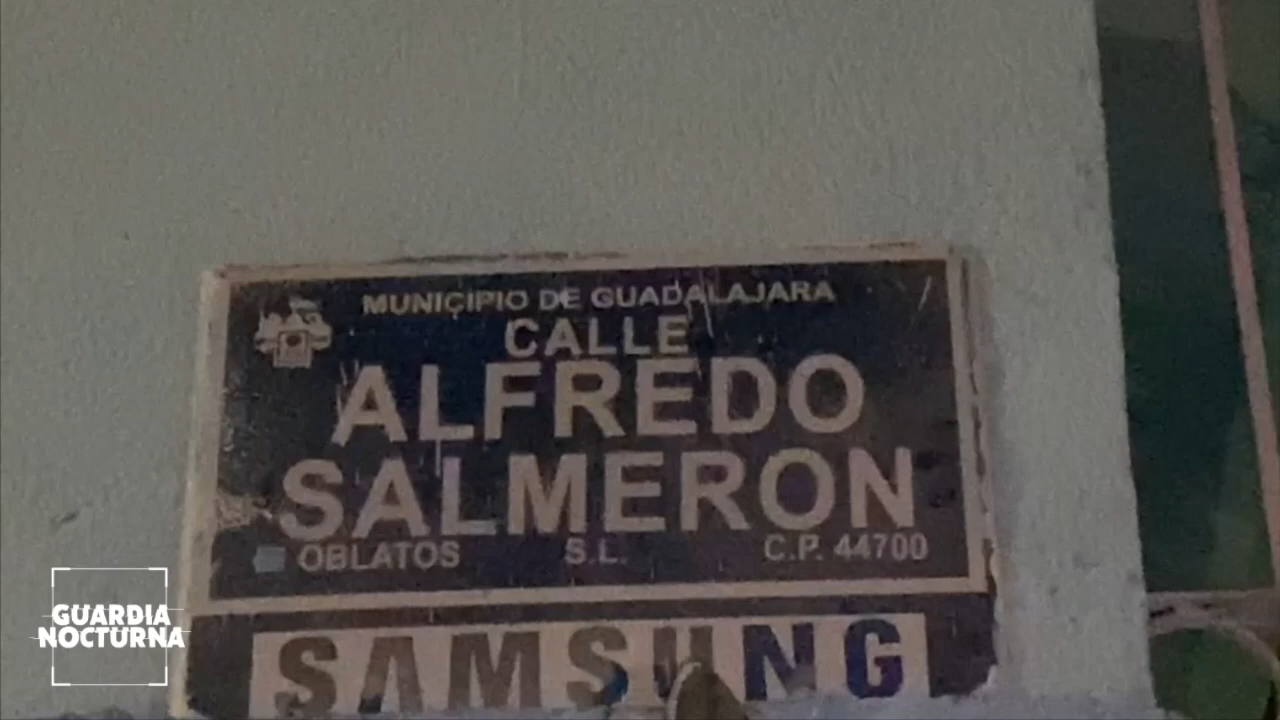 MUNICIPIO DE GUADALAJARA
CALLE
ALFREDO
SALMERON
OBLATOS S.L. C.P. 44700
SAMSUNG
GUARDIA
NOCTURNA